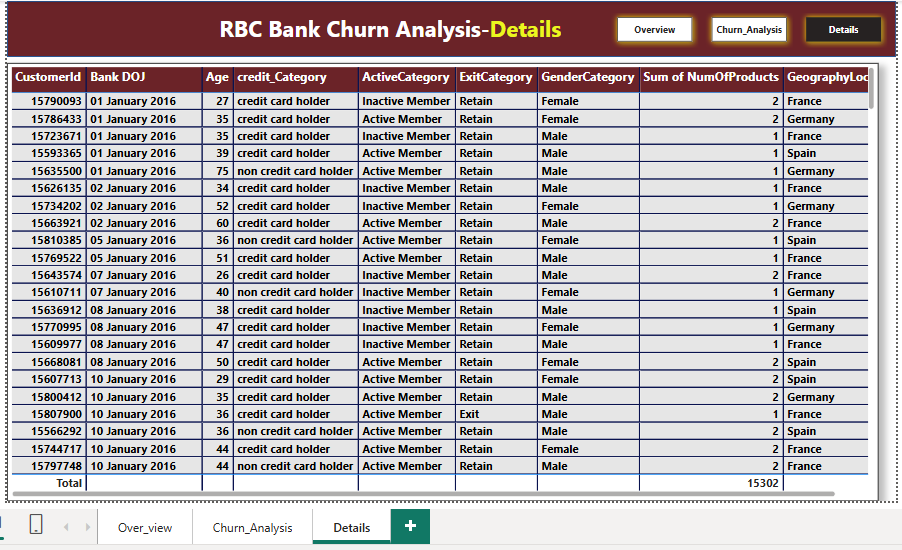 RBC Bank Churn Analysis-Details
Overview Churn_Analysis Details
CustomerId Bank DOJ Age credit_Category ActiveCategory ExitCategory GenderCategory Sum of NumOfProducts GeographyLoc
15790093 01 January 2016 27 credit card holder Inactive Member Retain Female 2 France
15786433 01 January 2016 35 credit card holder Active Member Retain Female 2 Germany
15723671 01 January 2016 35 credit card holder Inactive Member Retain Male 1 France
15593365 01 January 2016 39 credit card holder Active Member Retain Male 1 Spain
15635500 01 January 2016 75 non credit card holder Active Member Retain Male 1 Germany
15626135 02 January 2016 34 credit card holder Inactive Member Retain Male 1 France
15734202 02 January 2016 52 credit card holder Inactive Member Retain Female 1 Germany
15663921 02 January 2016 60 credit card holder Active Member Retain Male 2 France
15810385 05 January 2016 36 non credit card holder Active Member Retain Female 1 Spain
15769522 05 January 2016 51 credit card holder Active Member Retain Male 1 France
15643574 07 January 2016 26 credit card holder Inactive Member Retain Male 2 France
15610711 07 January 2016 40 non credit card holder Inactive Member Retain Female 1 Germany
15636912 08 January 2016 38 credit card holder Inactive Member Retain Male 1 Spain
15770995 08 January 2016 47 credit card holder Inactive Member Retain Female 1 Germany
15609977 08 January 2016 47 credit card holder Inactive Member Retain Male 1 France
15668081 08 January 2016 50 credit card holder Active Member Retain Female 2 Spain
15607713 10 January 2016 29 credit card holder Active Member Retain Female 2 Spain
15800412 10 January 2016 35 credit card holder Active Member Retain Male 2 Germany
15807900 10 January 2016 36 credit card holder Active Member Exit Male 1 France
15566292 10 January 2016 36 non credit card holder Active Member Retain Male 2 Spain
15744717 10 January 2016 44 credit card holder Active Member Retain Female 2 France
15797748 10 January 2016 44 non credit card holder Active Member Retain Male 2 France
Total 15302
Over_view Churn_Analysis Details +